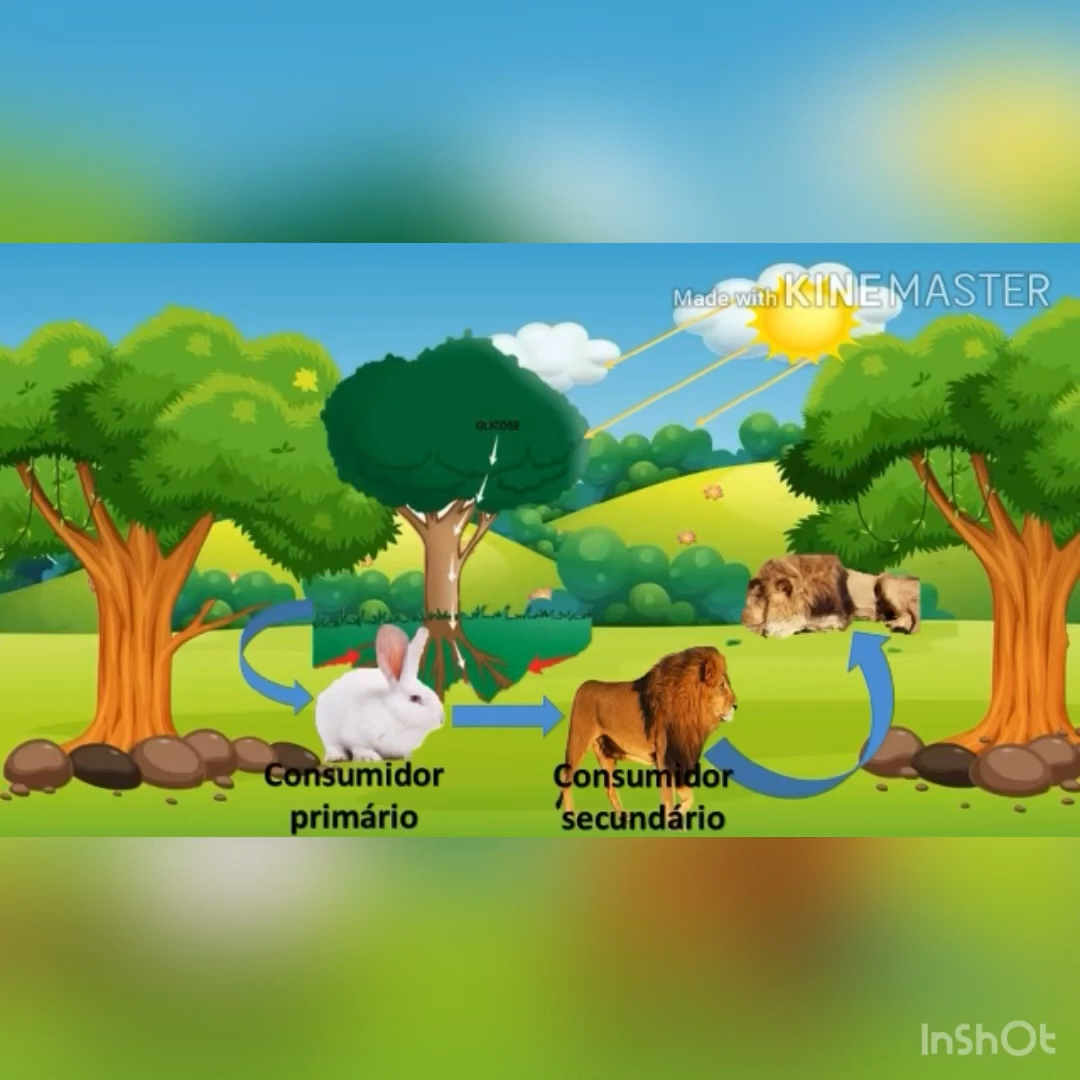 Made with KINEMASTER
GLICOSE
Consumidor
primário
Consumidor
secundário
InShOt